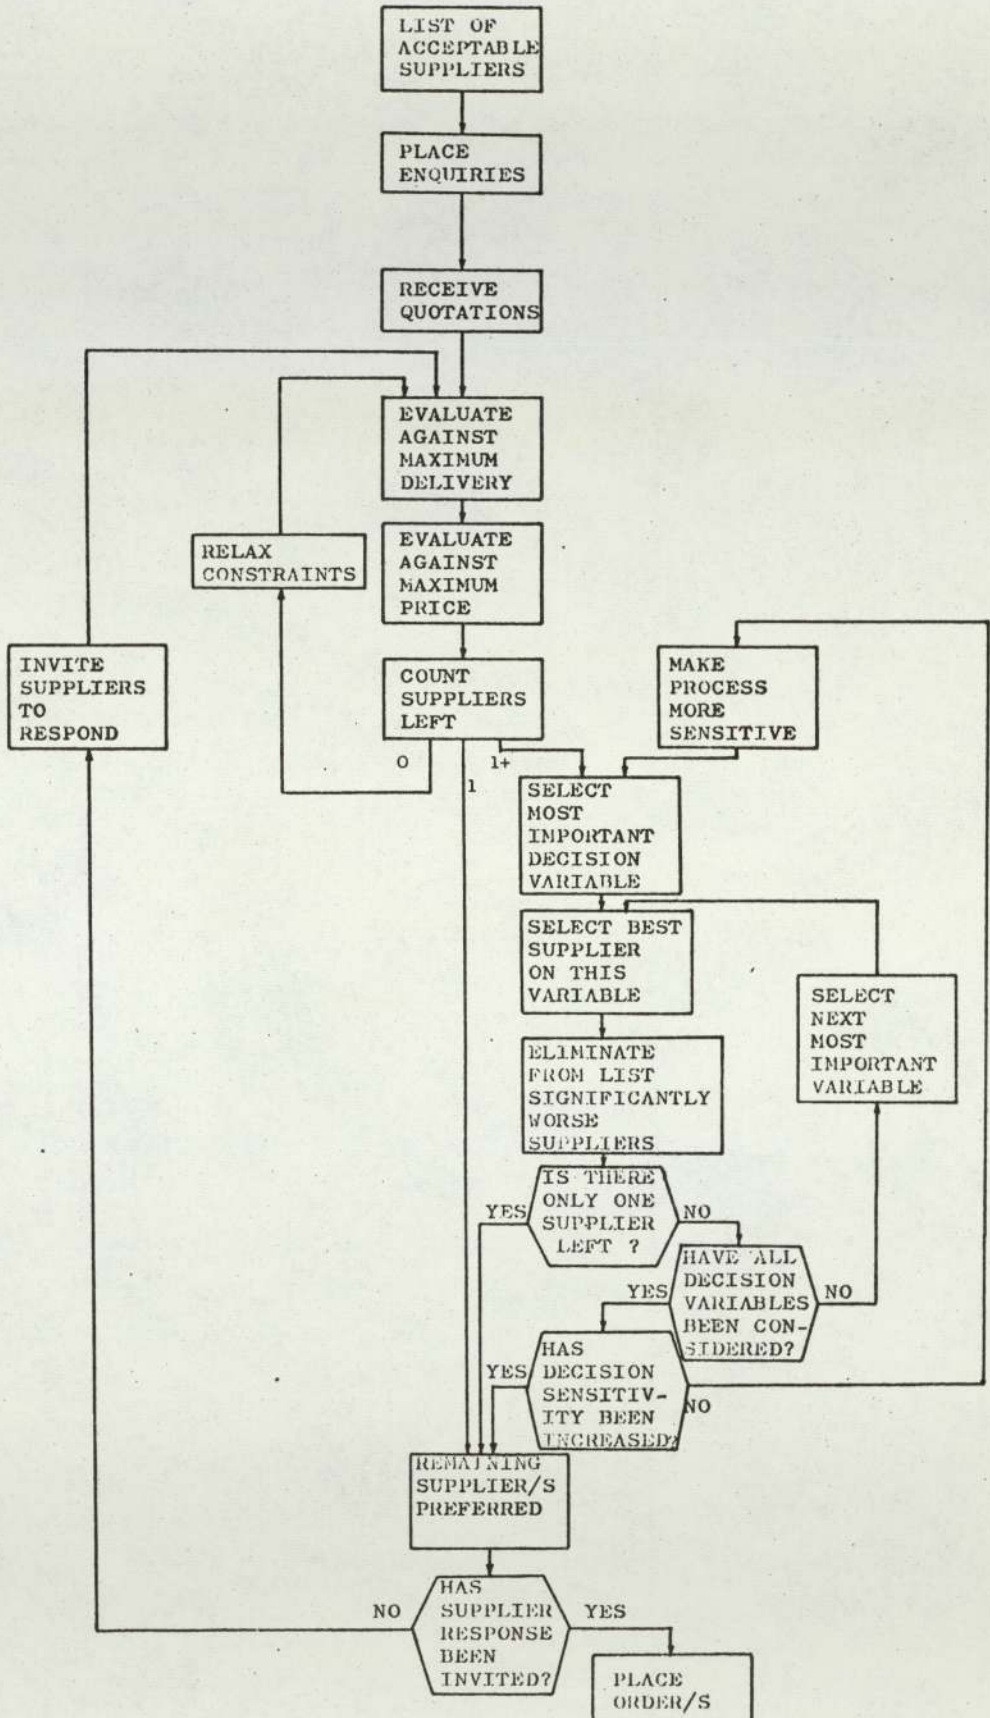 LIST OF
ACCEPTABLE
SUPPLIERS
PLACE
ENQUIRIES
RECEIVE
QUOTATIONS
EVALUATE
AGAINST
MAXIMUM
DELIVERY
EVALUATE
AGAINST
MAXIMUM
PRICE
RELAX
CONSTRAINTS
INVITE
SUPPLIERS
TO
RESPOND
COUNT
SUPPLIERS
LEFT
MAKE
PROCESS
MORE
SENSITIVE
0
1
1+
SELECT
MOST
IMPORTANT
DECISION
VARIABLE
SELECT BEST
SUPPLIER
ON THIS
VARIABLE
SELECT
NEXT
MOST
IMPORTANT
VARIABLE
ELIMINATE
FROM LIST
SIGNIFICANTLY
WORSE
SUPPLIERS
IS THERE
ONLY ONE
SUPPLIER
LEFT ?
YES
NO
HAVE ALL
DECISION
VARIABLES
BEEN CON-
SIDERED?
YES
NO
HAS
DECISION
SENSITIV-
ITY BEEN
INCREASED?
YES
NO
REMAINING
SUPPLIER/S
PREFERRED
HAS
SUPPLIER
RESPONSE
BEEN
INVITED?
NO
YES
PLACE
ORDER/S